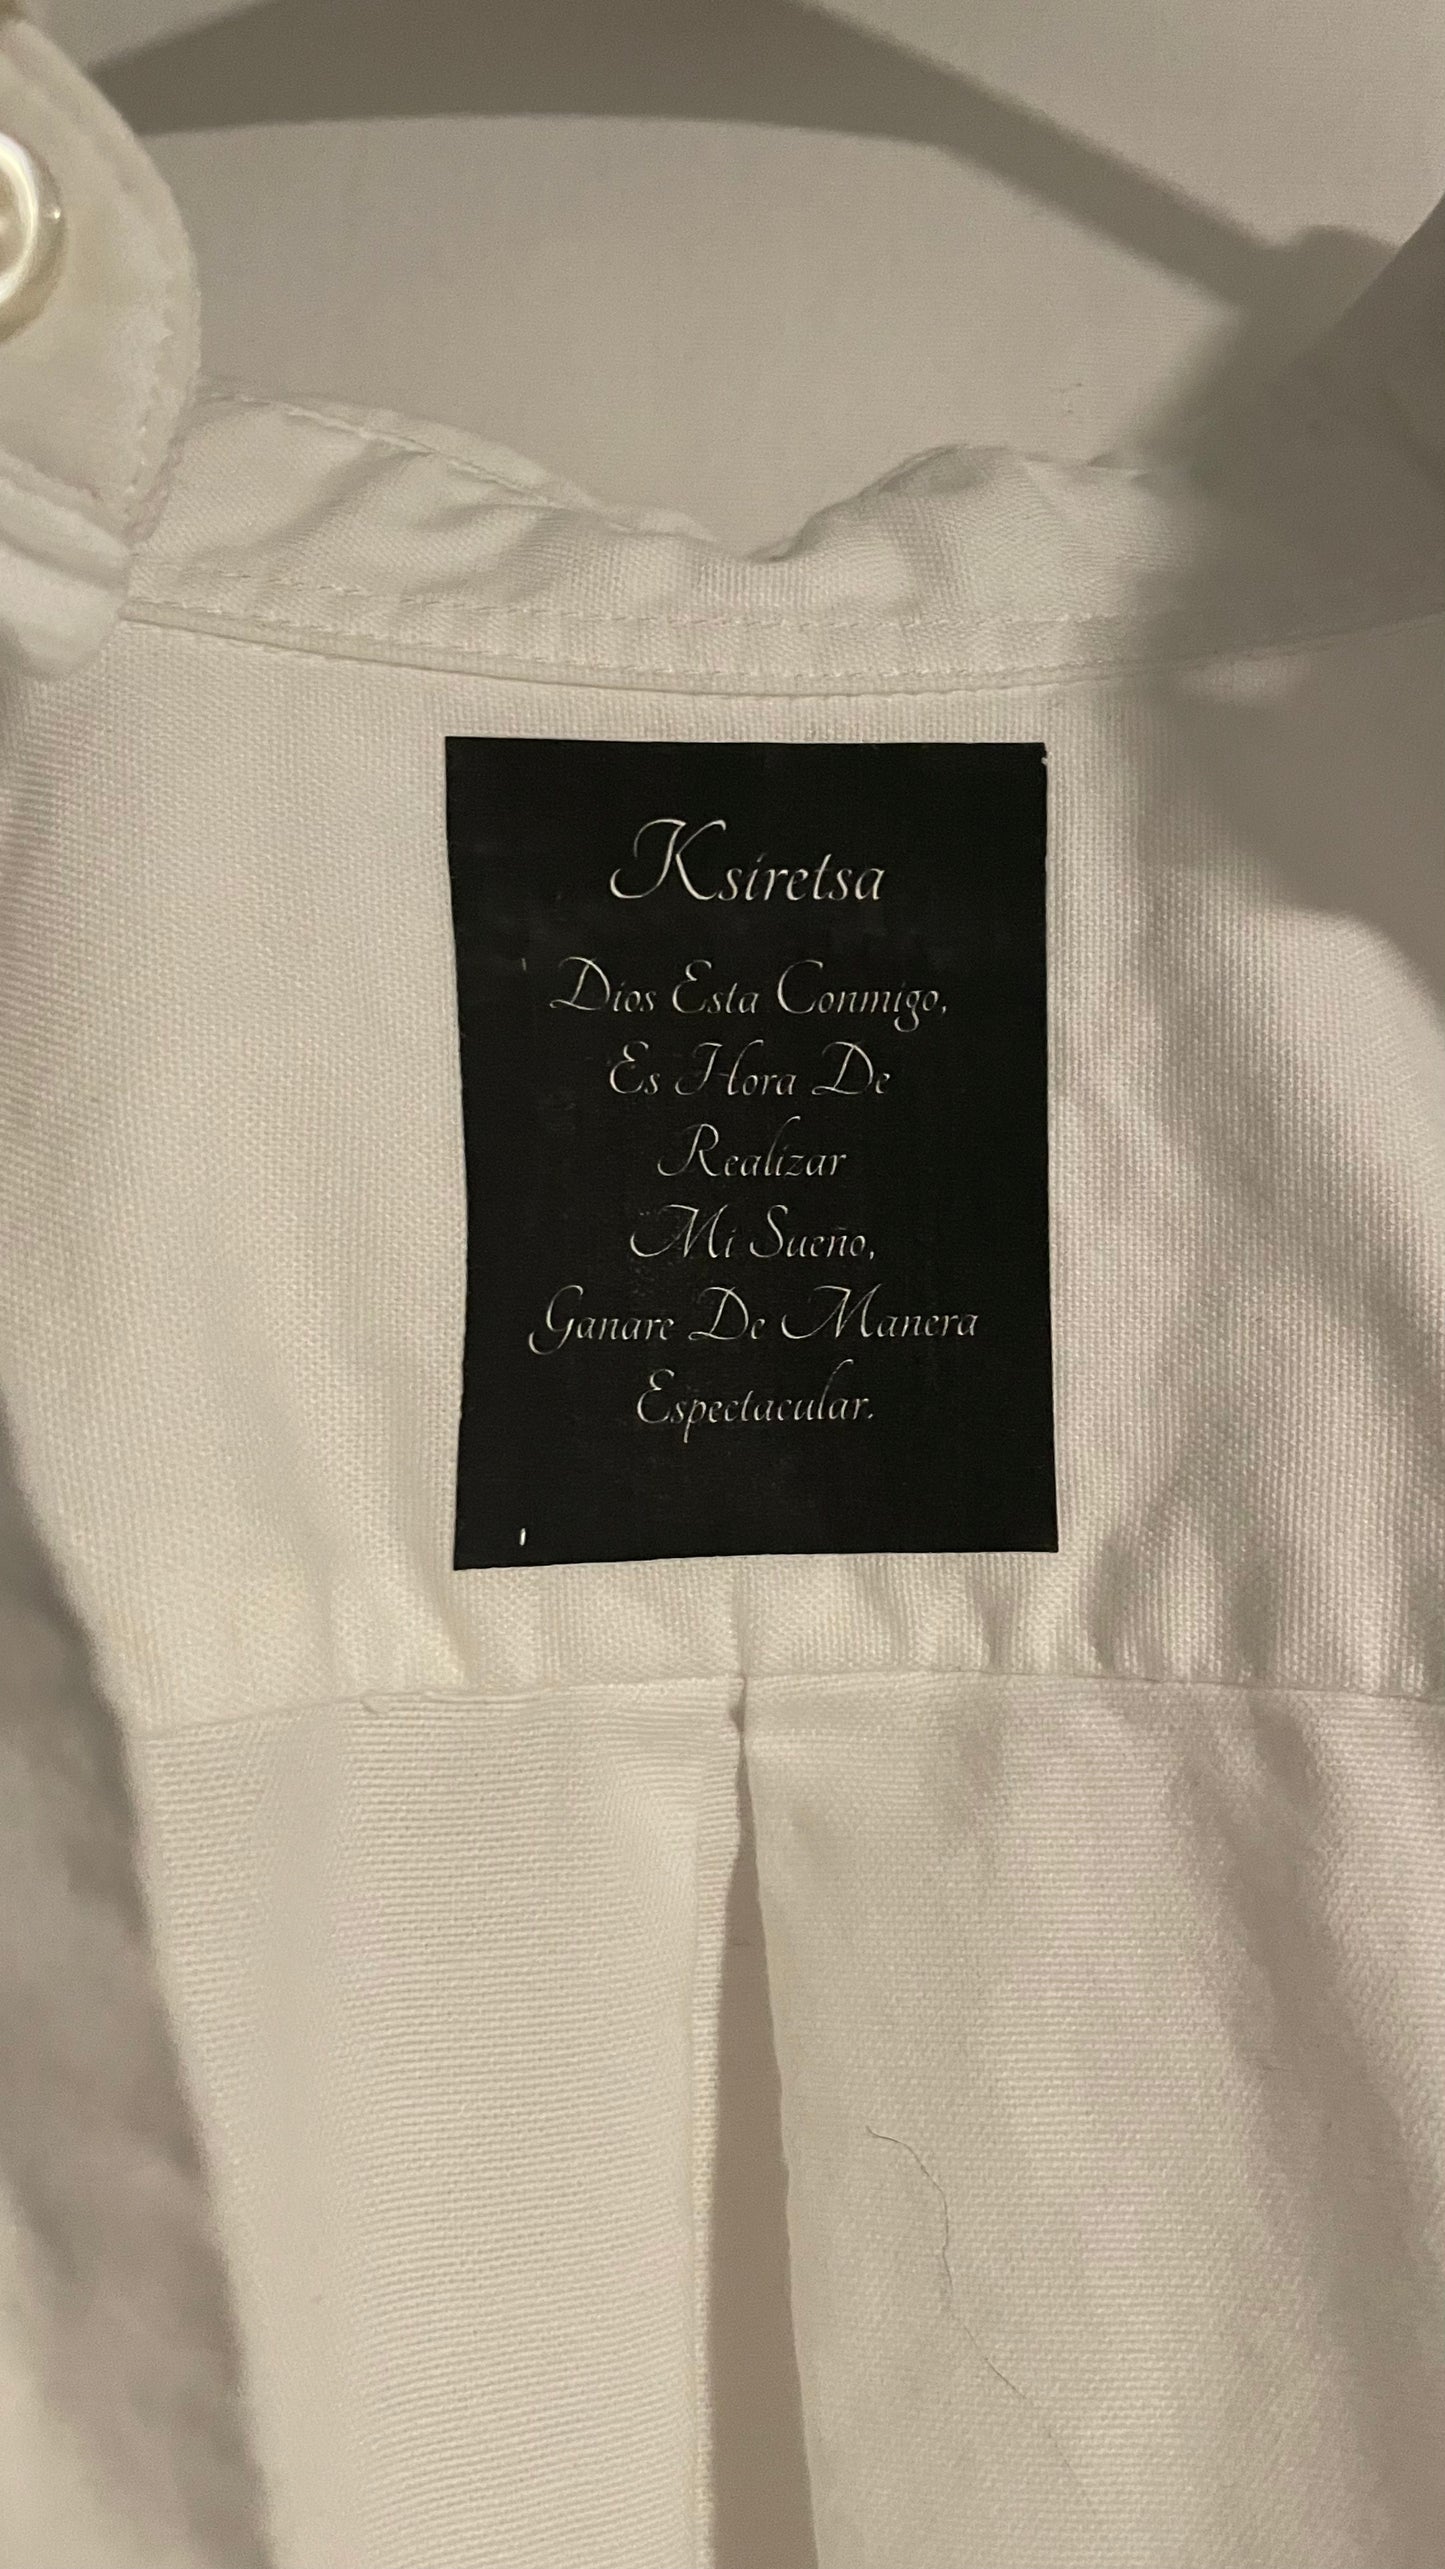 Ksiretsa
Dios Esta Conmigo,
Es Hora De
Realizar
Mi Sueño,
Ganare De Manera
Espectacular.